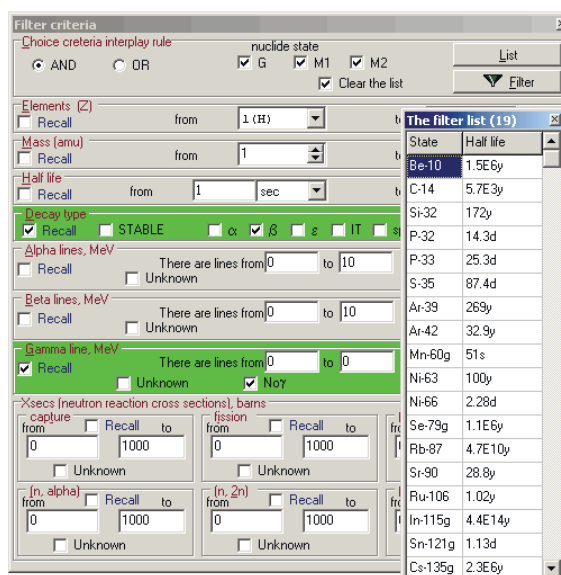 Filter criteria
Choice creteria interplay rule
nuclide state
AND OR G M1 M2
Clear the list
List
Filter
Elements (Z)
Recall from 1 (H)
Mass (amu)
Recall from 1
Half life
Recall from 1 sec
Decay type
Recall STABLE α β ε IT
Alpha lines, MeV
Recall There are lines from 0 to 10
Unknown
Beta lines, MeV
Recall There are lines from 0 to 10
Unknown
Gamma line, MeV
Recall There are lines from 0 to 0
Unknown Noγ
Xsecs (neutron reaction cross sections), barns
capture fission
from Recall to from Recall to
0 1000 0 1000
Unknown Unknown
(n, alpha) (n, 2n)
from Recall to from Recall to
0 1000 0 1000
Unknown Unknown
The filter list (19)
State Half life
Be-10 1.5E6y
C-14 5.7E3y
Si-32 172y
P-32 14.3d
P-33 25.3d
S-35 87.4d
Ar-39 269y
Ar-42 32.9y
Mn-60g 51s
Ni-63 100y
Ni-66 2.28d
Se-79g 1.1E6y
Rb-87 4.7E10y
Sr-90 28.8y
Ru-106 1.02y
In-115g 4.4E14y
Sn-121g 1.13d
Cs-135g 2.3E6y